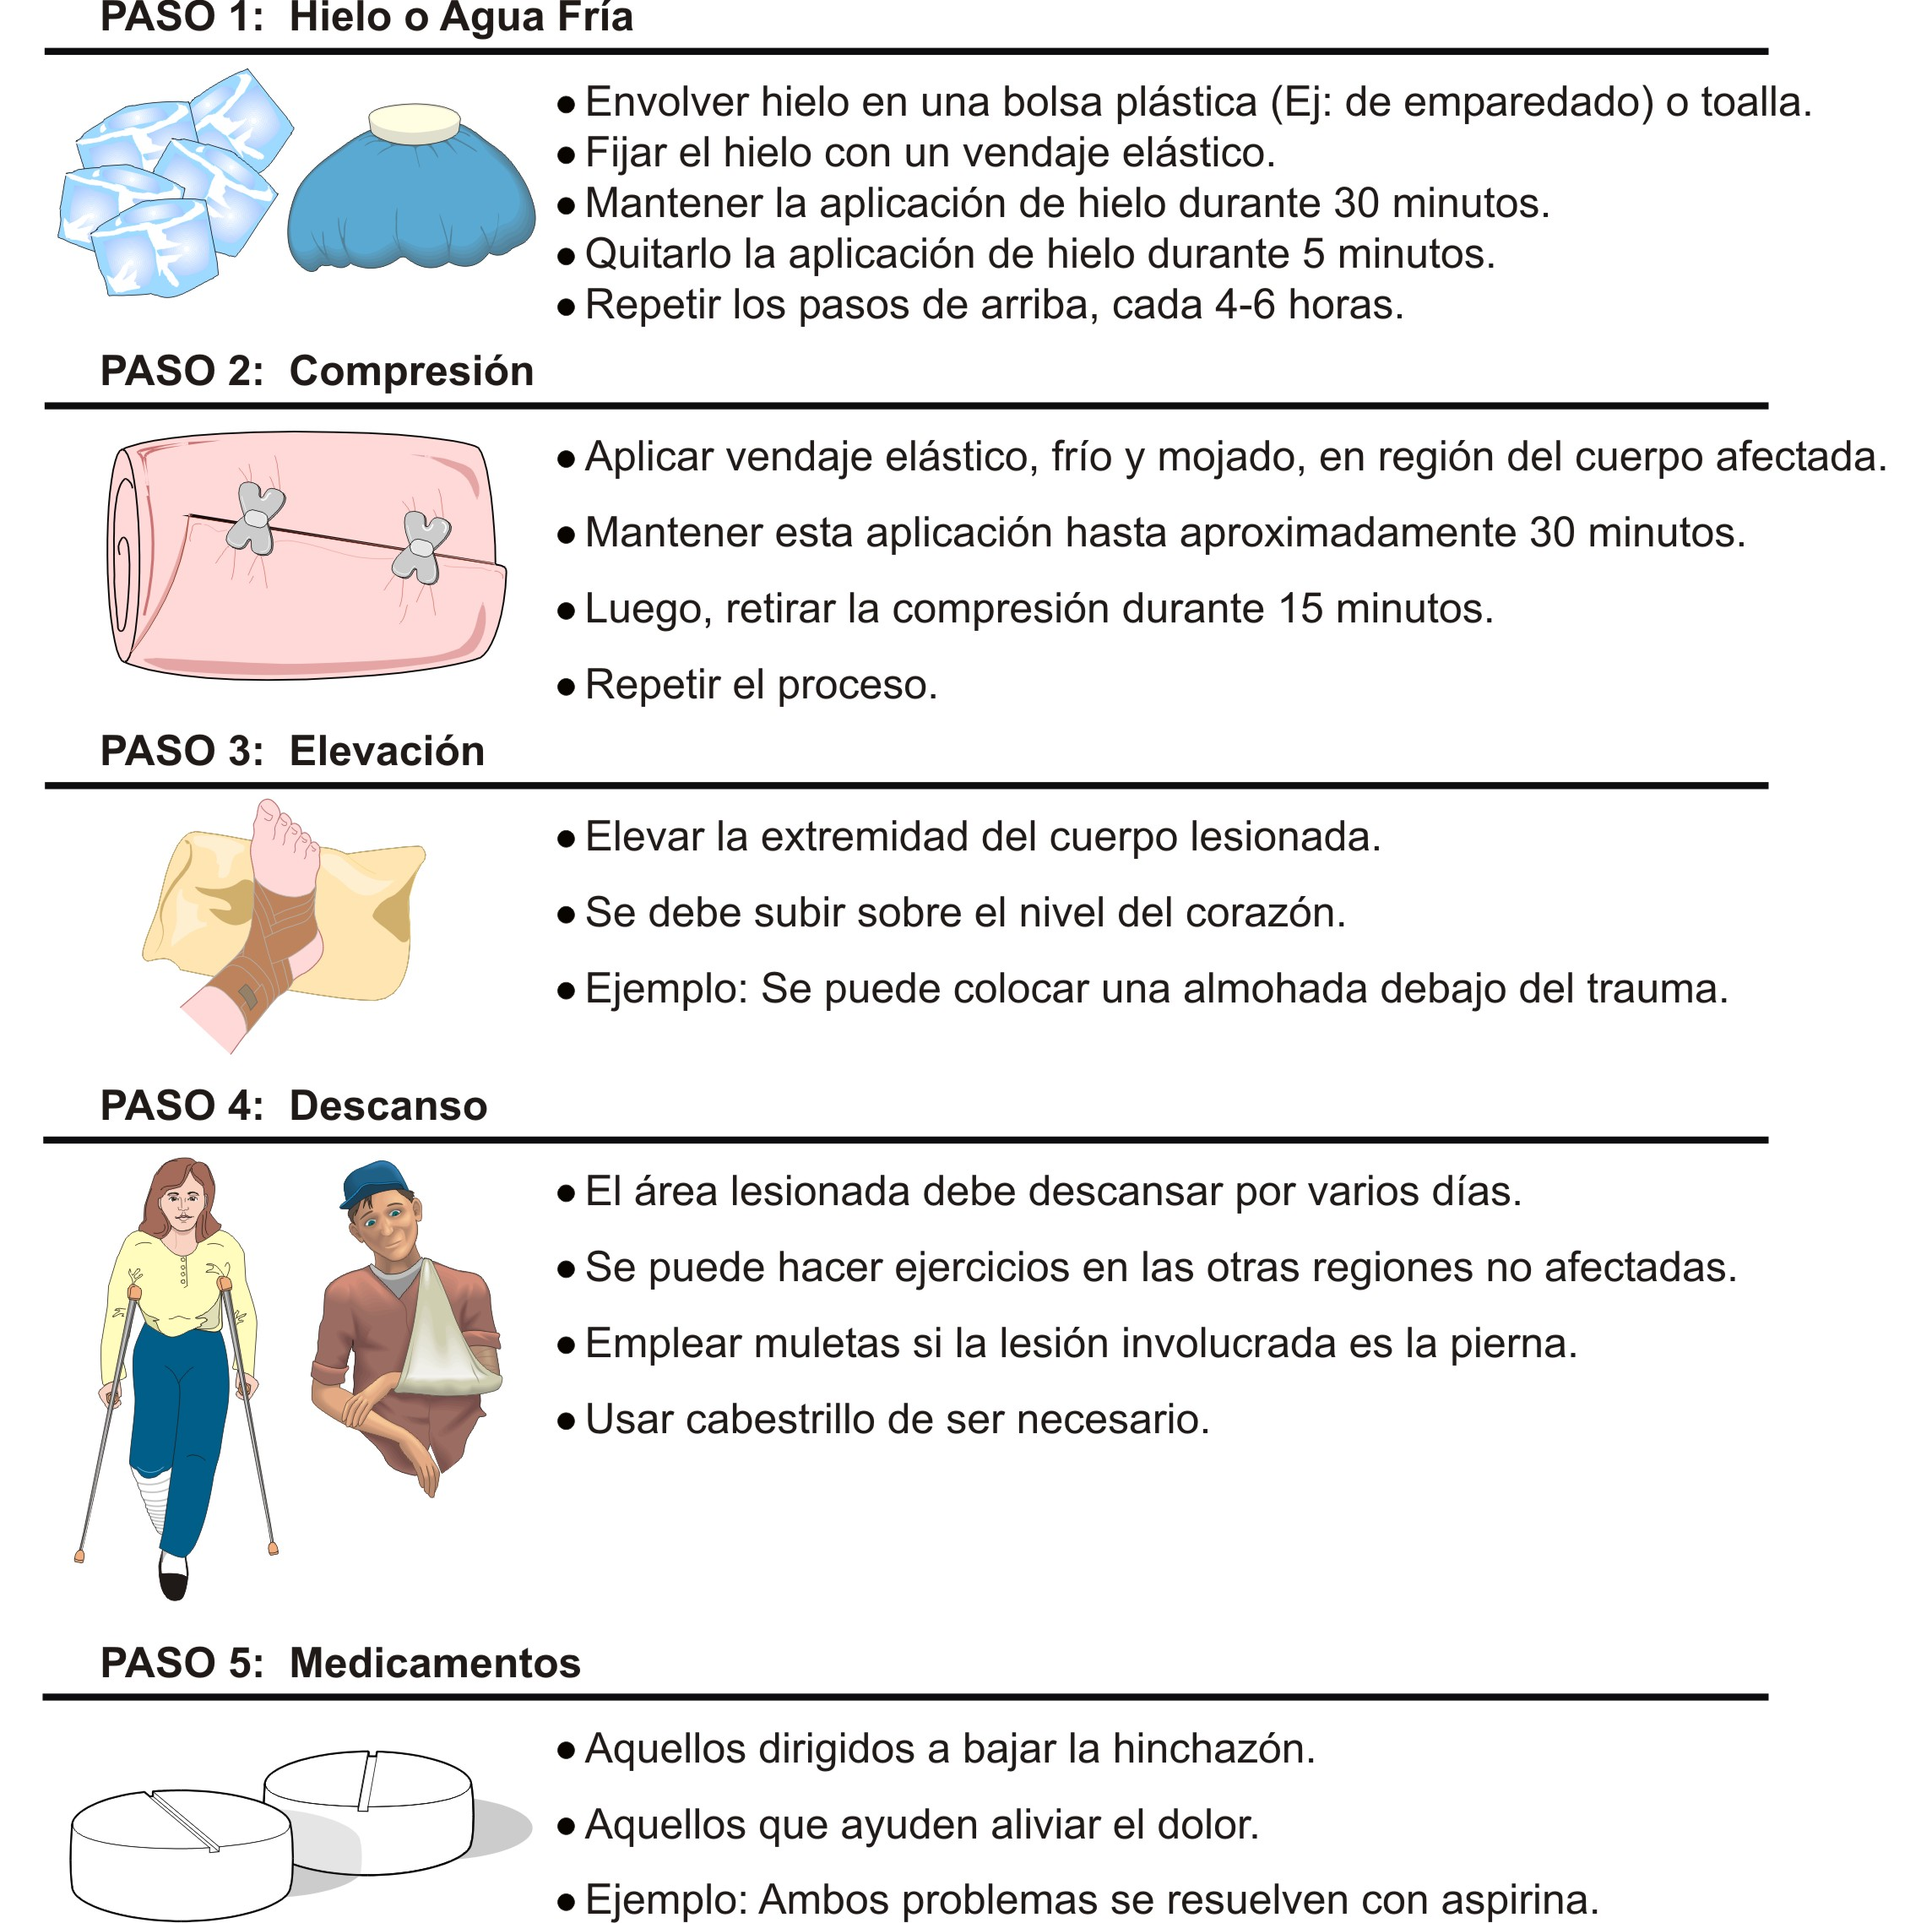 PASO 1: Hielo o Agua Fría
● Envolver hielo en una bolsa plástica (Ej: de emparedado) o toalla.
● Fijar el hielo con un vendaje elástico.
● Mantener la aplicación de hielo durante 30 minutos.
● Quitarlo la aplicación de hielo durante 5 minutos.
● Repetir los pasos de arriba, cada 4-6 horas.
PASO 2: Compresión
● Aplicar vendaje elástico, frío y mojado, en región del cuerpo afectada.
● Mantener esta aplicación hasta aproximadamente 30 minutos.
● Luego, retirar la compresión durante 15 minutos.
● Repetir el proceso.
PASO 3: Elevación
● Elevar la extremidad del cuerpo lesionada.
● Se debe subir sobre el nivel del corazón.
● Ejemplo: Se puede colocar una almohada debajo del trauma.
PASO 4: Descanso
● El área lesionada debe descansar por varios días.
● Se puede hacer ejercicios en las otras regiones no afectadas.
● Emplear muletas si la lesión involucrada es la pierna.
● Usar cabestrillo de ser necesario.
PASO 5: Medicamentos
● Aquellos dirigidos a bajar la hinchazón.
● Aquellos que ayuden aliviar el dolor.
● Ejemplo: Ambos problemas se resuelven con aspirina.